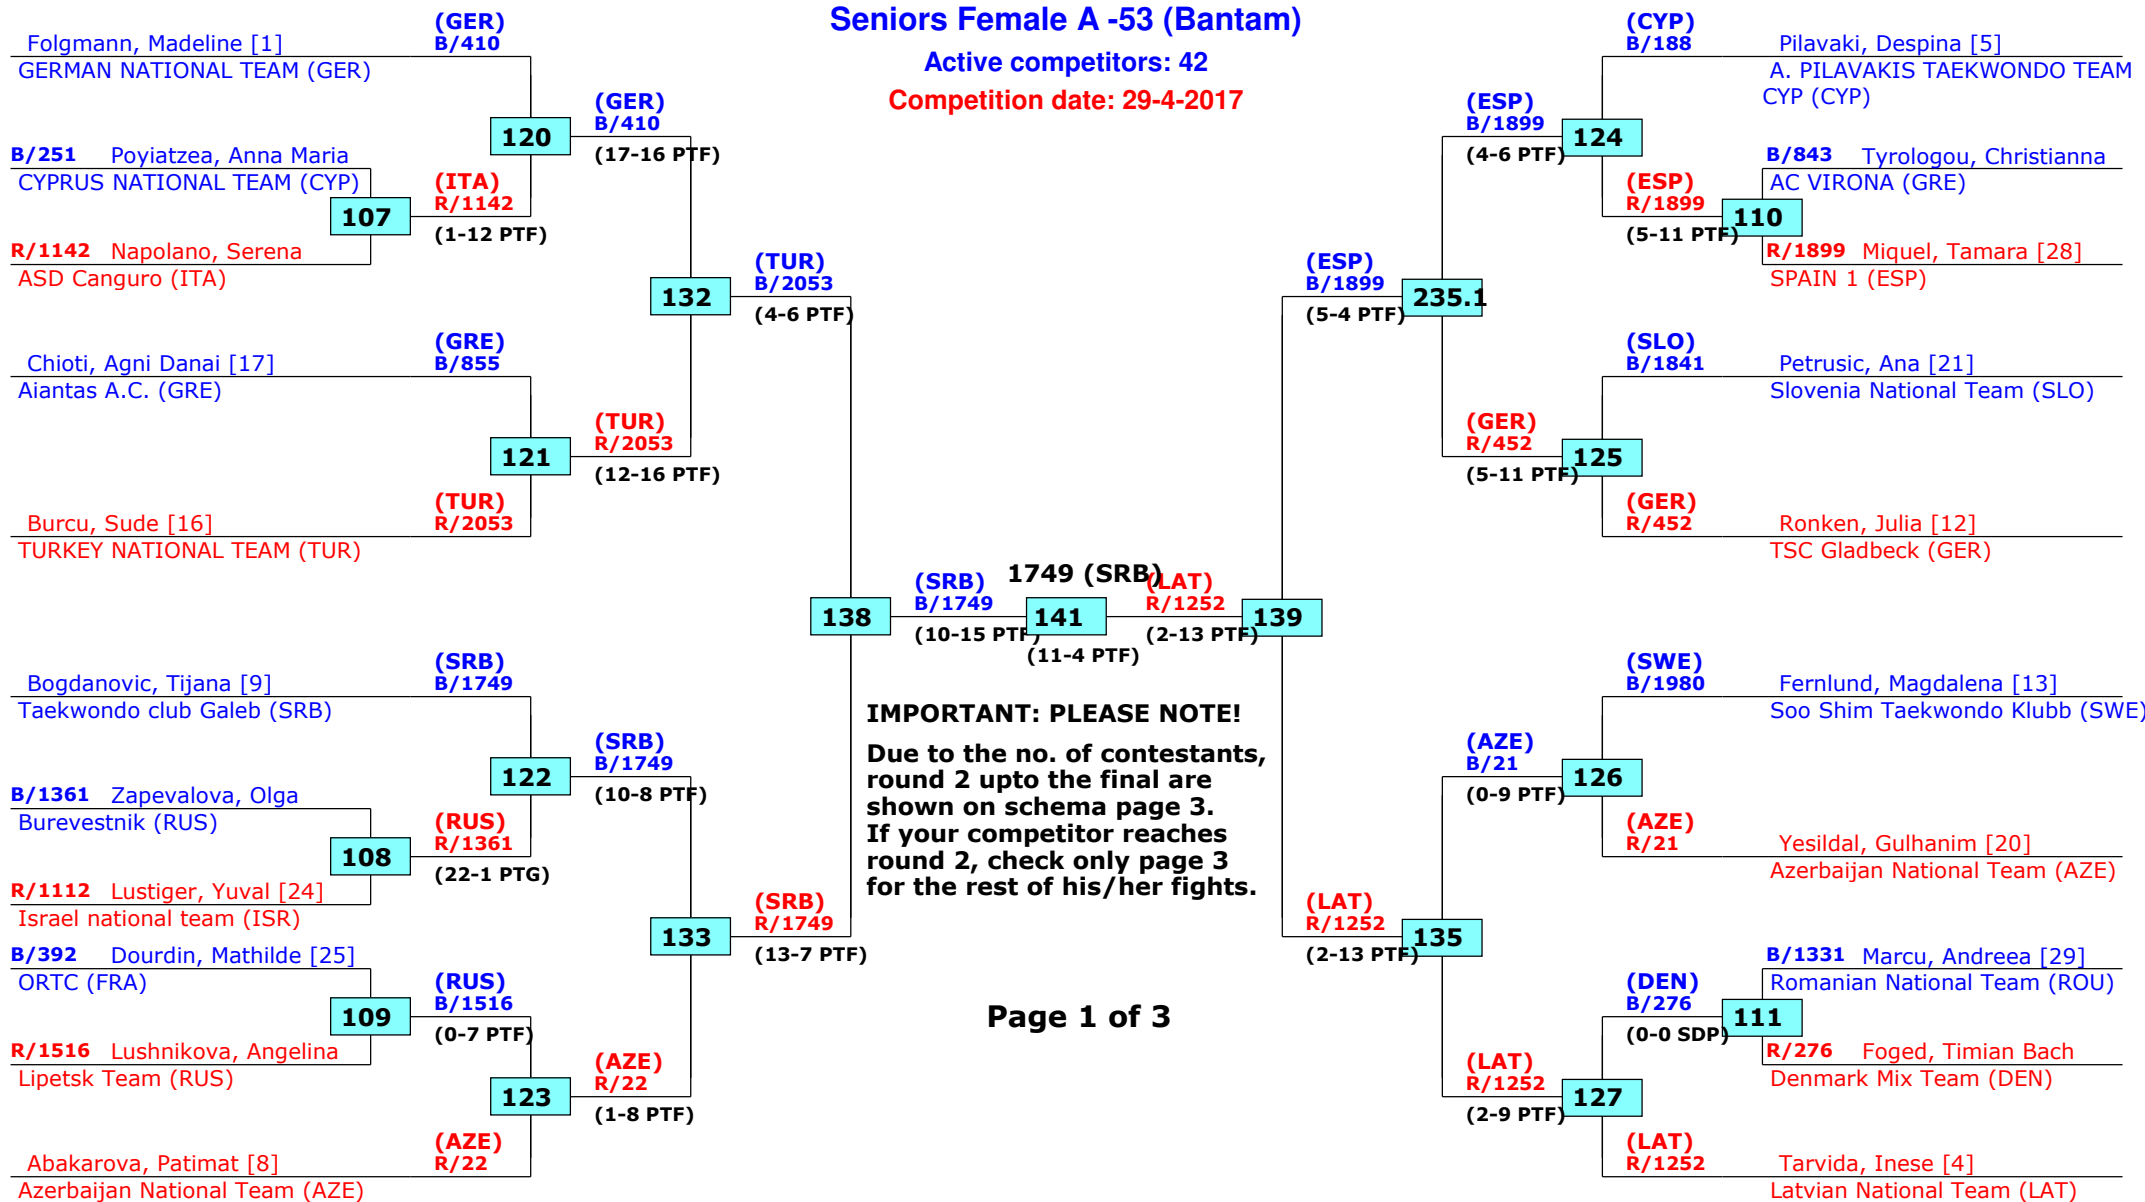 Seniors Female A -53 (Bantam)
Active competitors: 42
Competition date: 29-4-2017
(GER)
B/410
Folgmann, Madeline [1]
GERMAN NATIONAL TEAM (GER)
120
(GER)
B/410
(17-16 PTF)
B/251 Poyiatzea, Anna Maria
CYPRUS NATIONAL TEAM (CYP)
107
(ITA)
R/1142
(1-12 PTF)
R/1142 Napolano, Serena
ASD Canguro (ITA)
132
(TUR)
B/2053
(4-6 PTF)
(GRE)
B/855
Chioti, Agni Danai [17]
Aiantas A.C. (GRE)
121
(TUR)
R/2053
(12-16 PTF)
(TUR)
R/2053
Burcu, Sude [16]
TURKEY NATIONAL TEAM (TUR)
138
(SRB)
B/1749
(10-15 PTF)
1749 (SRB)
141
(11-4 PTF)
(LAT)
R/1252
(2-13 PTF)
139
(SRB)
B/1749
Bogdanovic, Tijana [9]
Taekwondo club Galeb (SRB)
122
(SRB)
B/1749
(10-8 PTF)
B/1361 Zapevalova, Olga
Burevestnik (RUS)
108
(RUS)
R/1361
(22-1 PTG)
R/1112 Lustiger, Yuval [24]
Israel national team (ISR)
133
(SRB)
R/1749
(13-7 PTF)
B/392 Dourdin, Mathilde [25]
ORTC (FRA)
109
(RUS)
B/1516
(0-7 PTF)
R/1516 Lushnikova, Angelina
Lipetsk Team (RUS)
123
(AZE)
R/22
(1-8 PTF)
(AZE)
R/22
Abakarova, Patimat [8]
Azerbaijan National Team (AZE)
IMPORTANT: PLEASE NOTE!
Due to the no. of contestants,
round 2 upto the final are
shown on schema page 3.
If your competitor reaches
round 2, check only page 3
for the rest of his/her fights.
Page 1 of 3
(CYP)
B/188
Pilavaki, Despina [5]
A. PILAVAKIS TAEKWONDO TEAM
CYP (CYP)
(ESP)
B/1899
(4-6 PTF)
124
B/843 Tyrologou, Christianna
AC VIRONA (GRE)
(ESP)
R/1899
(5-11 PTF)
110
R/1899 Miquel, Tamara [28]
SPAIN 1 (ESP)
(ESP)
B/1899
(5-4 PTF)
235.1
(SLO)
B/1841
Petrusic, Ana [21]
Slovenia National Team (SLO)
(GER)
R/452
(5-11 PTF)
125
(GER)
R/452
Ronken, Julia [12]
TSC Gladbeck (GER)
(SWE)
B/1980
Fernlund, Magdalena [13]
Soo Shim Taekwondo Klubb (SWE)
(AZE)
B/21
(0-9 PTF)
126
(AZE)
R/21
Yesildal, Gulhanim [20]
Azerbaijan National Team (AZE)
(LAT)
R/1252
(2-13 PTF)
135
B/1331 Marcu, Andreea [29]
Romanian National Team (ROU)
(DEN)
B/276
(0-0 SDP)
111
R/276 Foged, Timian Bach
Denmark Mix Team (DEN)
(LAT)
R/1252
(2-9 PTF)
127
(LAT)
R/1252
Tarvida, Inese [4]
Latvian National Team (LAT)